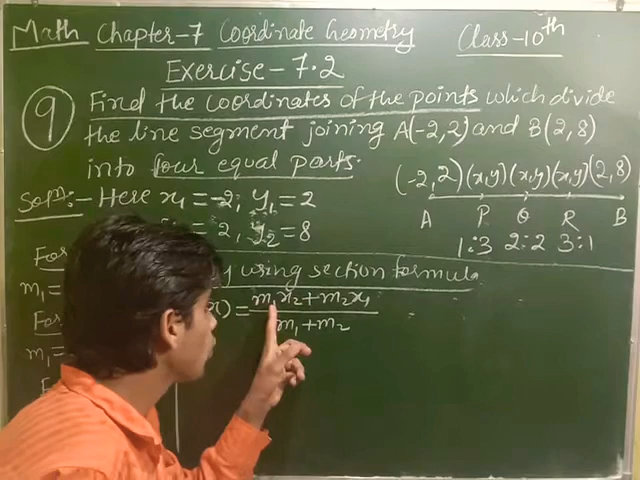 Math Chapter-7 Coordinate Geometry Class-10th
Exercise-7.2
9 Find the coordinates of the points which divide
the line segment joining A(-2,2) and B(2,8)
into four equal parts.
(-2,2) (x,y) (x,y) (x,y) (2,8)
A P Q R B
1:3 2:2 3:1
Soln:- Here x1 = -2, y1 = 2
2, y2 = 8
For
m1 =
m1 =
using section formula
x) = m1x2 + m2x1
m1 + m2